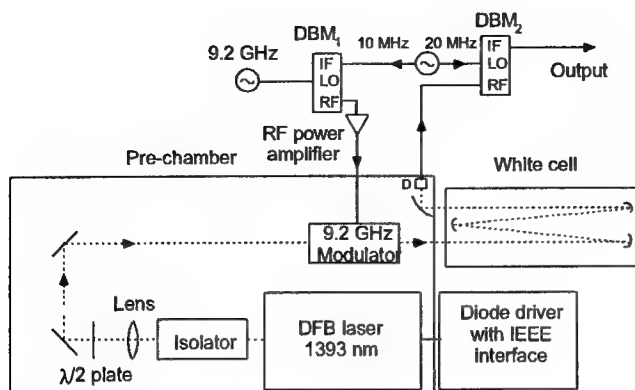 DBM₁
DBM₂
9.2 GHz
10 MHz
20 MHz
IF
LO
RF
IF
LO
RF
Output
RF power
amplifier
Pre-chamber
D
White cell
9.2 GHz
Modulator
Lens
Isolator
DFB laser
1393 nm
Diode driver
with IEEE
interface
λ/2 plate